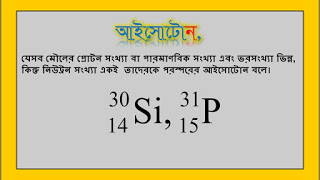 আইসোটোন,
যেসব মৌলের প্রোটন সংখ্যা বা পারমাণবিক সংখ্যা এবং ভরসংখ্যা ভিন্ন,
কিন্তু নিউট্রন সংখ্যা একই তাদেরকে পরস্পরের আইসোটোন বলে।
³⁰₁₄Si, ³¹₁₅P